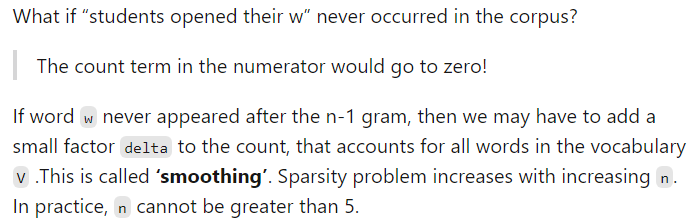 What if “students opened their w” never occurred in the corpus?
The count term in the numerator would go to zero!
If word w never appeared after the n-1 gram, then we may have to add a
small factor delta to the count, that accounts for all words in the vocabulary
V .This is called ‘smoothing’. Sparsity problem increases with increasing n.
In practice, n cannot be greater than 5.